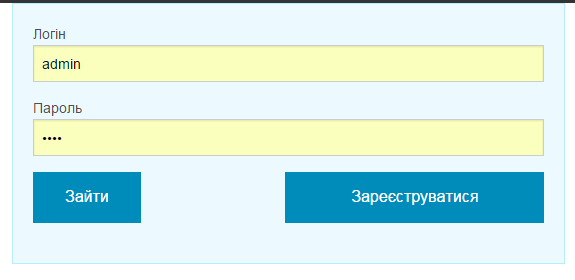 Логін
admin
Пароль
••••
Зайти
Зареєструватися